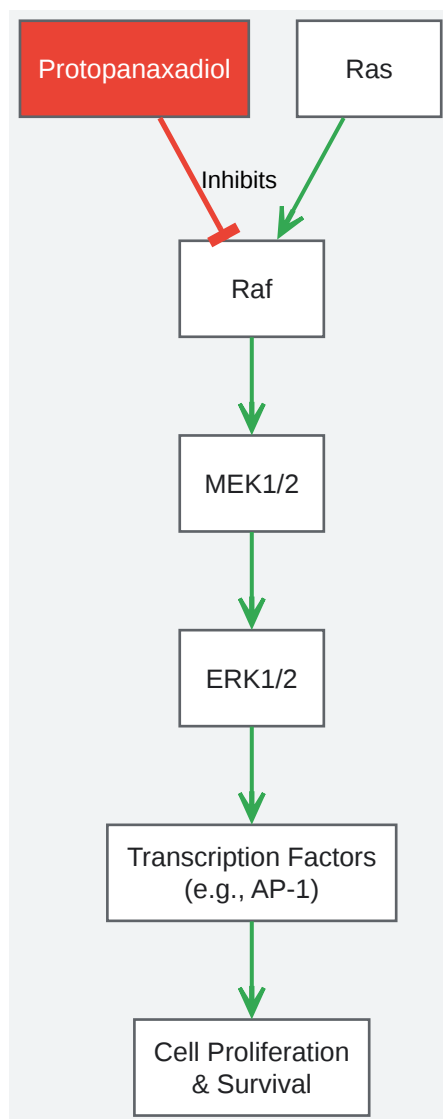 Protopanaxadiol
Ras
Inhibits
Raf
MEK1/2
ERK1/2
Transcription Factors
(e.g., AP-1)
Cell Proliferation
& Survival